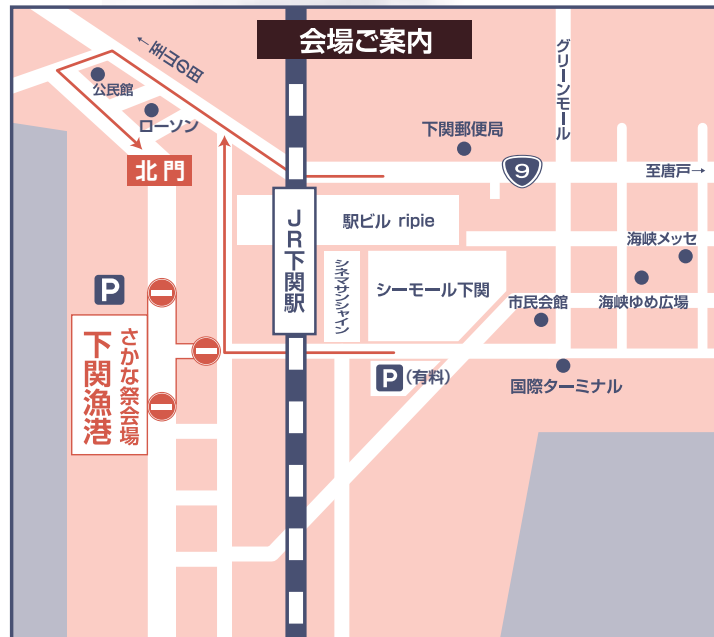 会場ご案内
←至山の田
グリーンモール
公民館
ローソン
下関郵便局
北門
9
至唐戸→
JR下関駅
駅ビル ripie
海峡メッセ
シネマサンシャイン
シーモール下関
P
市民会館
海峡ゆめ広場
さかな祭会場
下関漁港
P(有料)
国際ターミナル